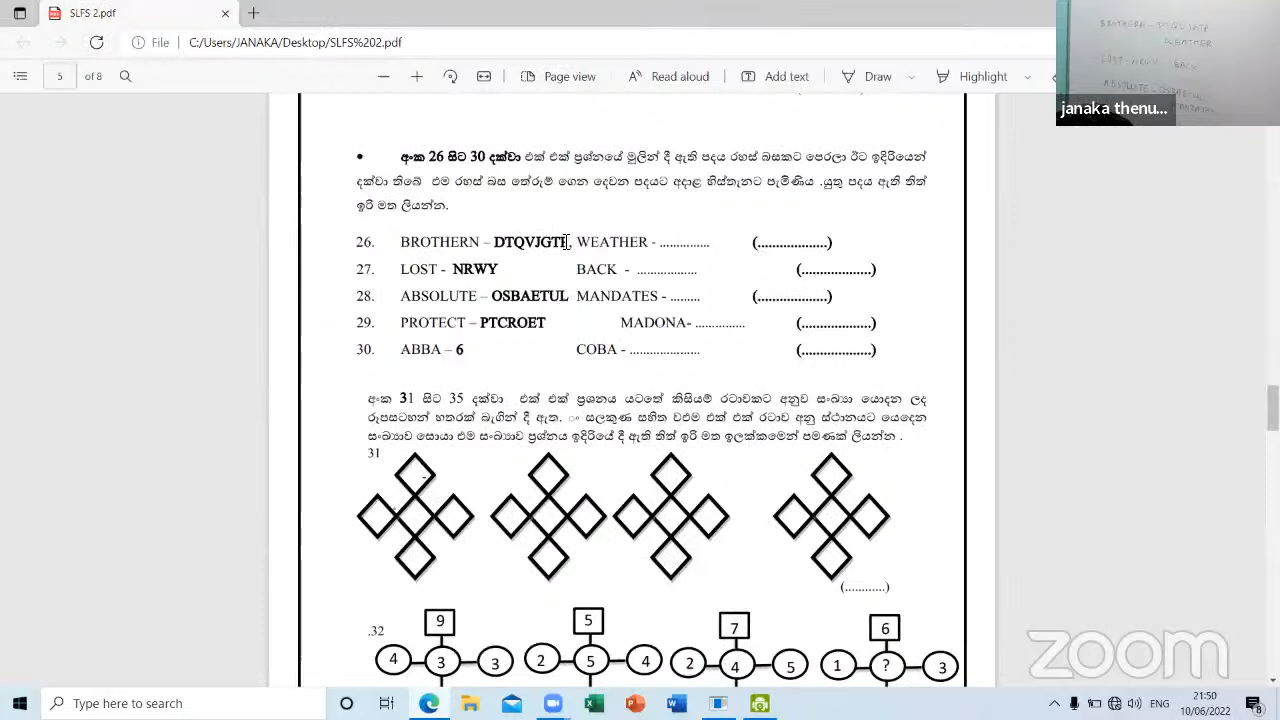 SLFS 2.pdf
File | C:/Users/JANAKA/Desktop/SLFS%202.pdf
5 of 8
Page view
Read aloud
Add text
Draw
Highlight
janaka thenu...
• අංක 26 සිට 30 දක්වා එක් එක් ප්‍රශ්නයේ මුලින් දී ඇති පදය රහස් බසකට පෙරලා ඊට ඉදිරියෙන්
දක්වා තිබේ එම රහස් බස තේරුම් ගෙන දෙවන පදයට අදාළ හිස්තැනට පැමිණිය .යුතු පදය ඇති තිත්
ඉරි මත ලියන්න.
26. BROTHERN – DTQVJGTP, WEATHER - ............... (...................)
27. LOST - NRWY BACK - .................. (...................)
28. ABSOLUTE – OSBAETUL MANDATES - ......... (...................)
29. PROTECT – PTCROET MADONA- ............... (...................)
30. ABBA – 6 COBA - ..................... (...................)
අංක 31 සිට 35 දක්වා එක් එක් ප්‍රශනය යටතේ කිසියම් රටාවකට අනුව සංඛ්‍යා යොදන ලද
රූපසටහන් හතරක් බැගින් දී ඇත. ං සලකුණ සහිත වළුම එක් එක් රටාව අනු ස්ථානයට යෙදෙන
සංඛ්‍යාව සොයා එම සංඛ්‍යාව ප්‍රශ්නය ඉදිරියේ දී ඇති තිත් ඉරි මත ඉලක්කමෙන් පමණක් ලියන්න .
31
(............)
.32
9 5 7 6
4 3 3 2 5 4 2 4 5 1 ? 3
zoom
Type here to search
ENG
21:50
10/06/2022
8